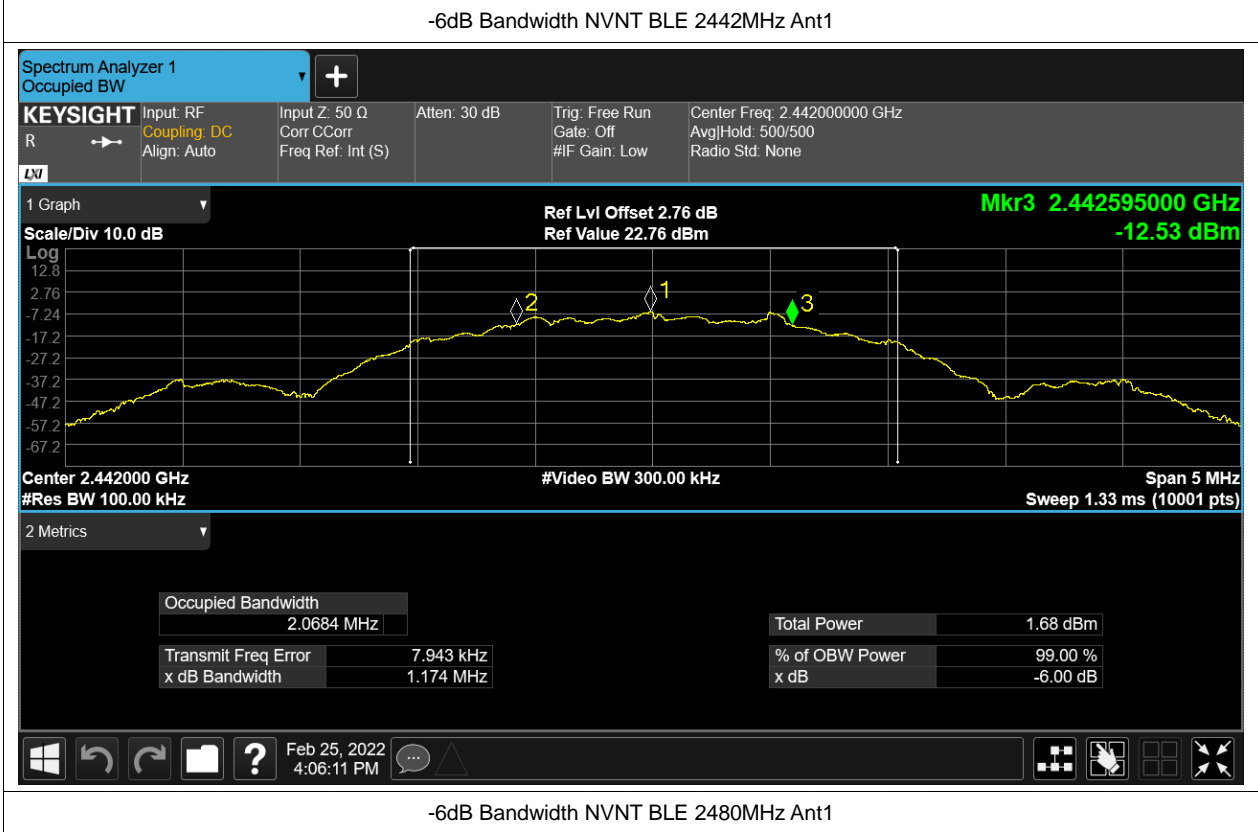 -6dB Bandwidth NVNT BLE 2442MHz Ant1
Spectrum Analyzer 1
Occupied BW
KEYSIGHT
R
LXI
Input: RF
Coupling: DC
Align: Auto
Input Z: 50 Ω
Corr CCorr
Freq Ref: Int (S)
Atten: 30 dB
Trig: Free Run
Gate: Off
#IF Gain: Low
Center Freq: 2.442000000 GHz
Avg|Hold: 500/500
Radio Std: None
1 Graph
Scale/Div 10.0 dB
Ref Lvl Offset 2.76 dB
Ref Value 22.76 dBm
Mkr3 2.442595000 GHz
-12.53 dBm
Log
12.8
2.76
-7.24
-17.2
-27.2
-37.2
-47.2
-57.2
-67.2
2
1
3
Center 2.442000 GHz
#Res BW 100.00 kHz
#Video BW 300.00 kHz
Span 5 MHz
Sweep 1.33 ms (10001 pts)
2 Metrics
Occupied Bandwidth
2.0684 MHz
Transmit Freq Error 7.943 kHz
x dB Bandwidth 1.174 MHz
Total Power 1.68 dBm
% of OBW Power 99.00 %
x dB -6.00 dB
?
Feb 25, 2022
4:06:11 PM
-6dB Bandwidth NVNT BLE 2480MHz Ant1